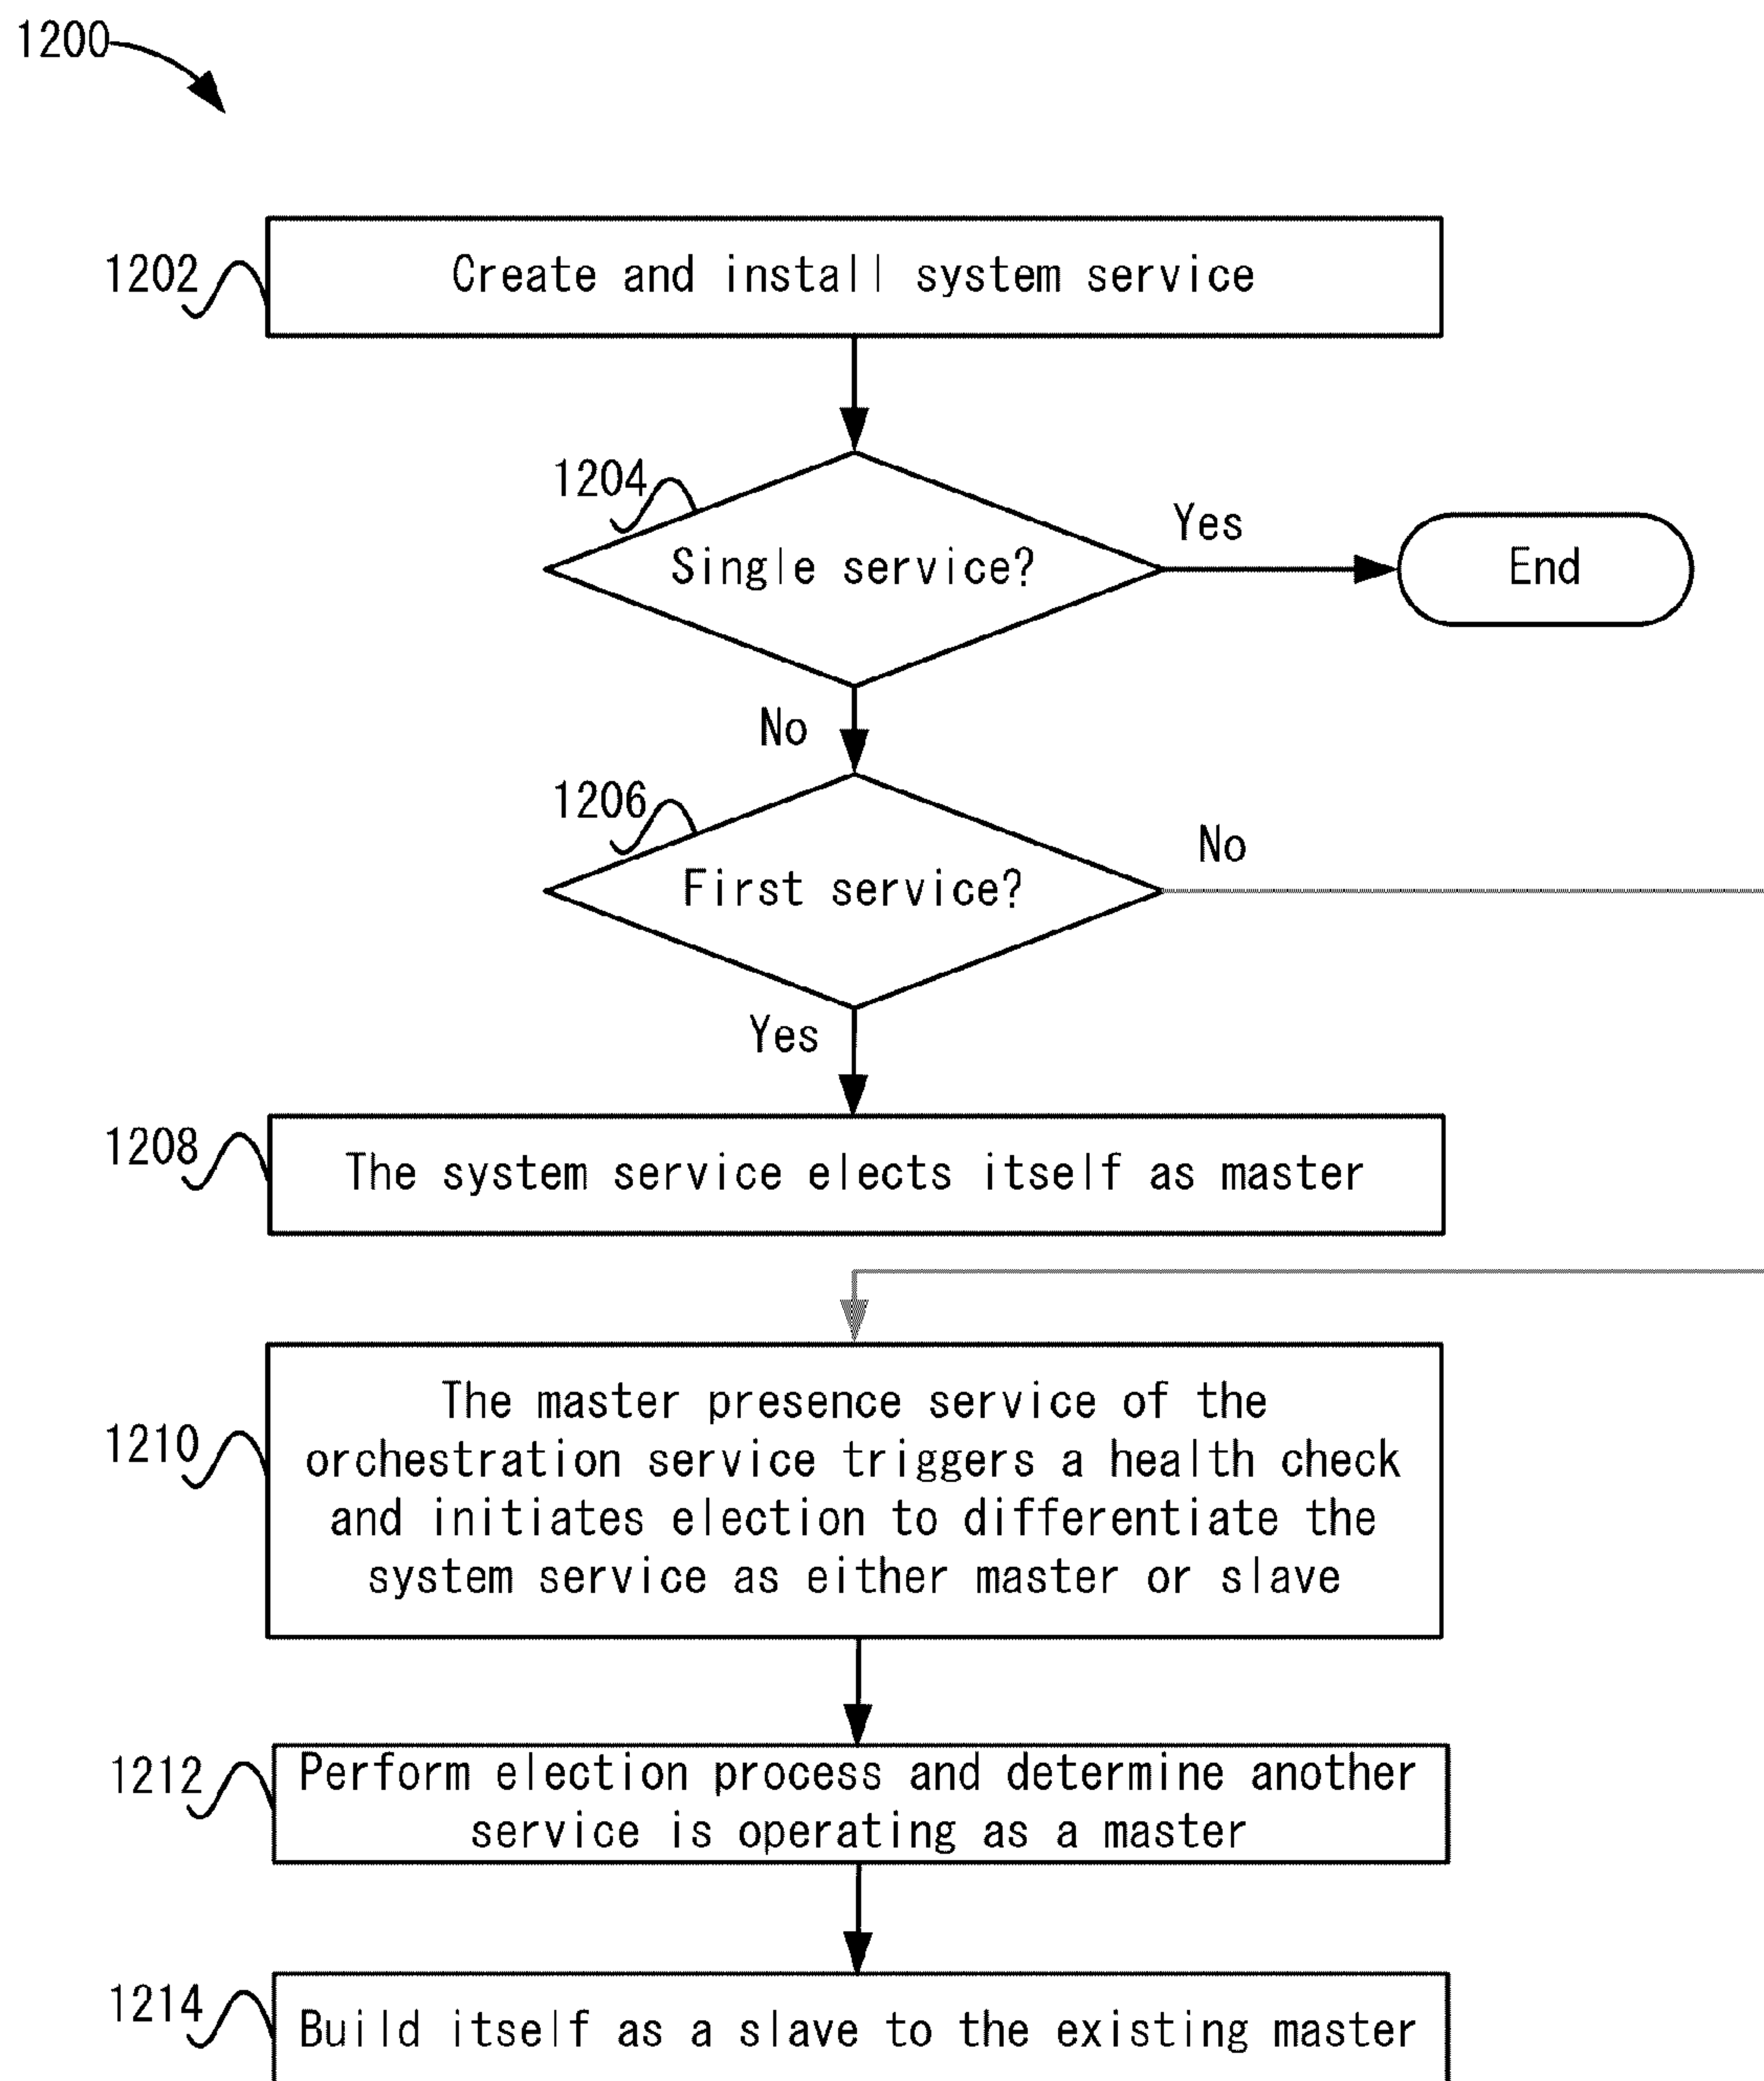 1200
1202
Create and install system service
1204
Single service?
Yes
End
No
1206
First service?
No
Yes
1208
The system service elects itself as master
1210
The master presence service of the
orchestration service triggers a health check
and initiates election to differentiate the
system service as either master or slave
1212
Perform election process and determine another
service is operating as a master
1214
Build itself as a slave to the existing master